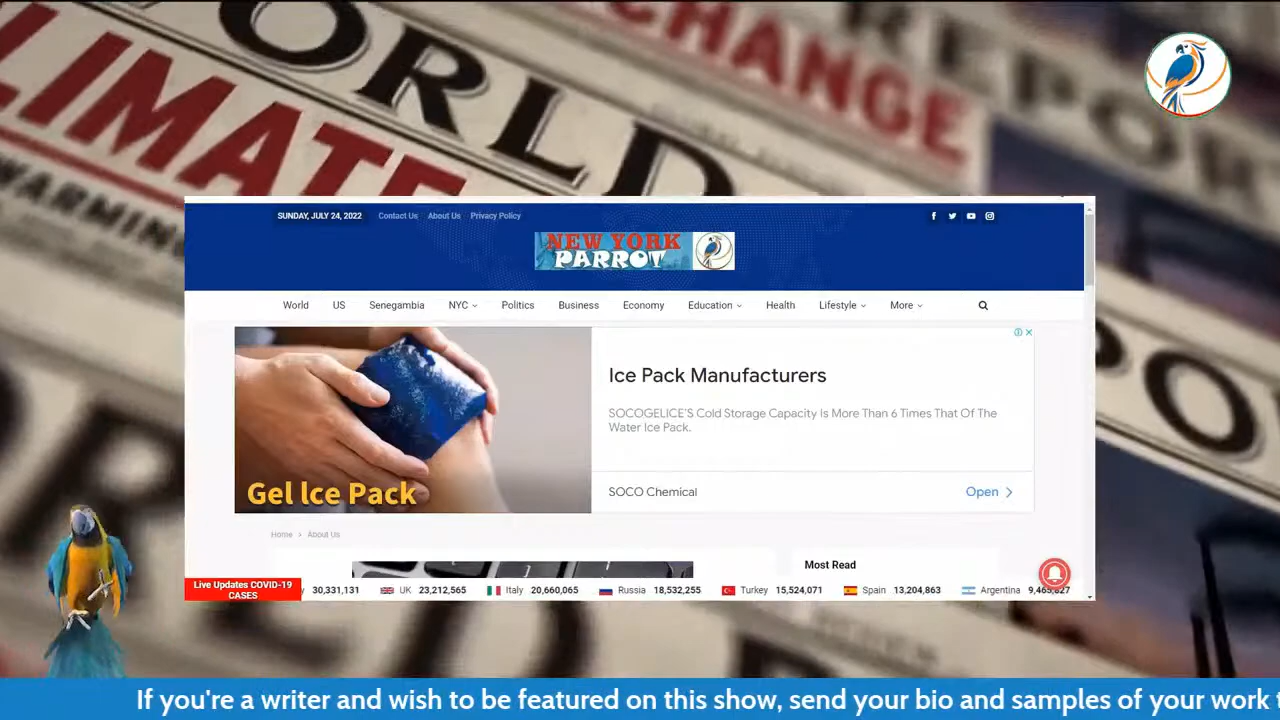 WORLD
CHANGE
REPORT
CLIMATE
WARMING
SUNDAY, JULY 24, 2022 Contact Us About Us Privacy Policy
NEW YORK
PARROT
World US Senegambia NYC Politics Business Economy Education Health Lifestyle More
Ice Pack Manufacturers
SOCOGELICE'S Cold Storage Capacity Is More Than 6 Times That Of The
Water Ice Pack.
Gel Ice Pack
SOCO Chemical Open
Home > About Us
Most Read
Live Updates COVID-19
CASES
y 30,331,131 UK 23,212,565 Italy 20,660,065 Russia 18,532,255 Turkey 15,524,071 Spain 13,204,863 Argentina
If you're a writer and wish to be featured on this show, send your bio and samples of your work